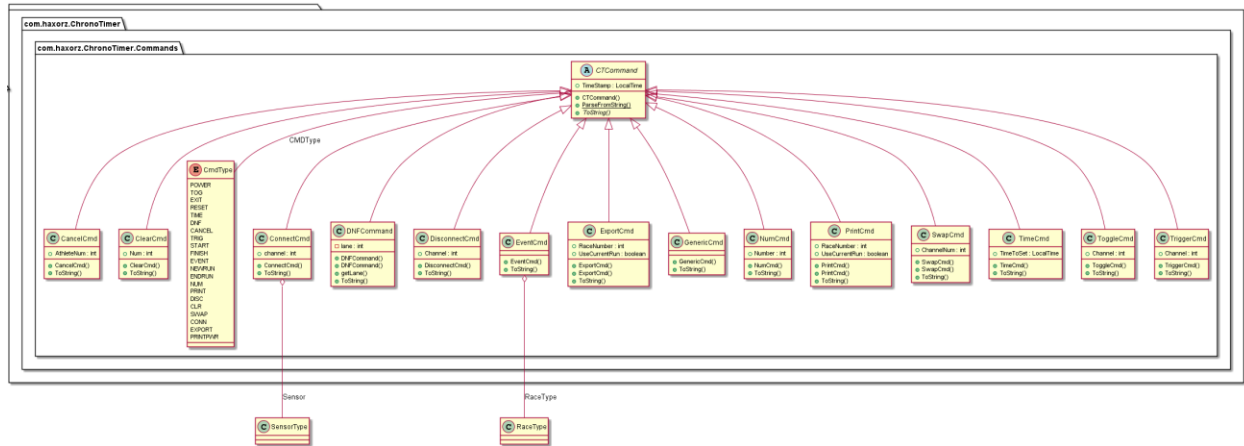 com.haxorz.ChronoTimer
com.haxorz.ChronoTimer.Commands
A CTCommand
TimeStamp : LocalTime
CTCommand()
ParseFromString()
ToString()
CMDType
E CmdType
POWER
TOG
EXIT
RESET
TIME
DNF
CANCEL
TRIG
START
FINISH
EVENT
NEWRUN
ENDRUN
NUM
PRINT
DISC
CLR
SWAP
CONN
EXPORT
PRINTPWR
C CancelCmd
AthleteNum : int
CancelCmd()
ToString()
C ClearCmd
Num : int
ClearCmd()
ToString()
C ConnectCmd
channel : int
ConnectCmd()
ToString()
C DNFCommand
lane : int
DNFCommand()
DNFCommand()
getLane()
ToString()
C DisconnectCmd
Channel : int
DisconnectCmd()
ToString()
C EventCmd
EventCmd()
ToString()
C ExportCmd
RaceNumber : int
UseCurrentRun : boolean
ExportCmd()
ExportCmd()
ToString()
C GenericCmd
GenericCmd()
ToString()
C NumCmd
Number : int
NumCmd()
ToString()
C PrintCmd
RaceNumber : int
UseCurrentRun : boolean
PrintCmd()
PrintCmd()
ToString()
C SwapCmd
ChannelNum : int
SwapCmd()
SwapCmd()
ToString()
C TimeCmd
TimeToSet : LocalTime
TimeCmd()
ToString()
C ToggleCmd
Channel : int
ToggleCmd()
ToString()
C TriggerCmd
Channel : int
TriggerCmd()
ToString()
Sensor
RaceType
C SensorType
C RaceType